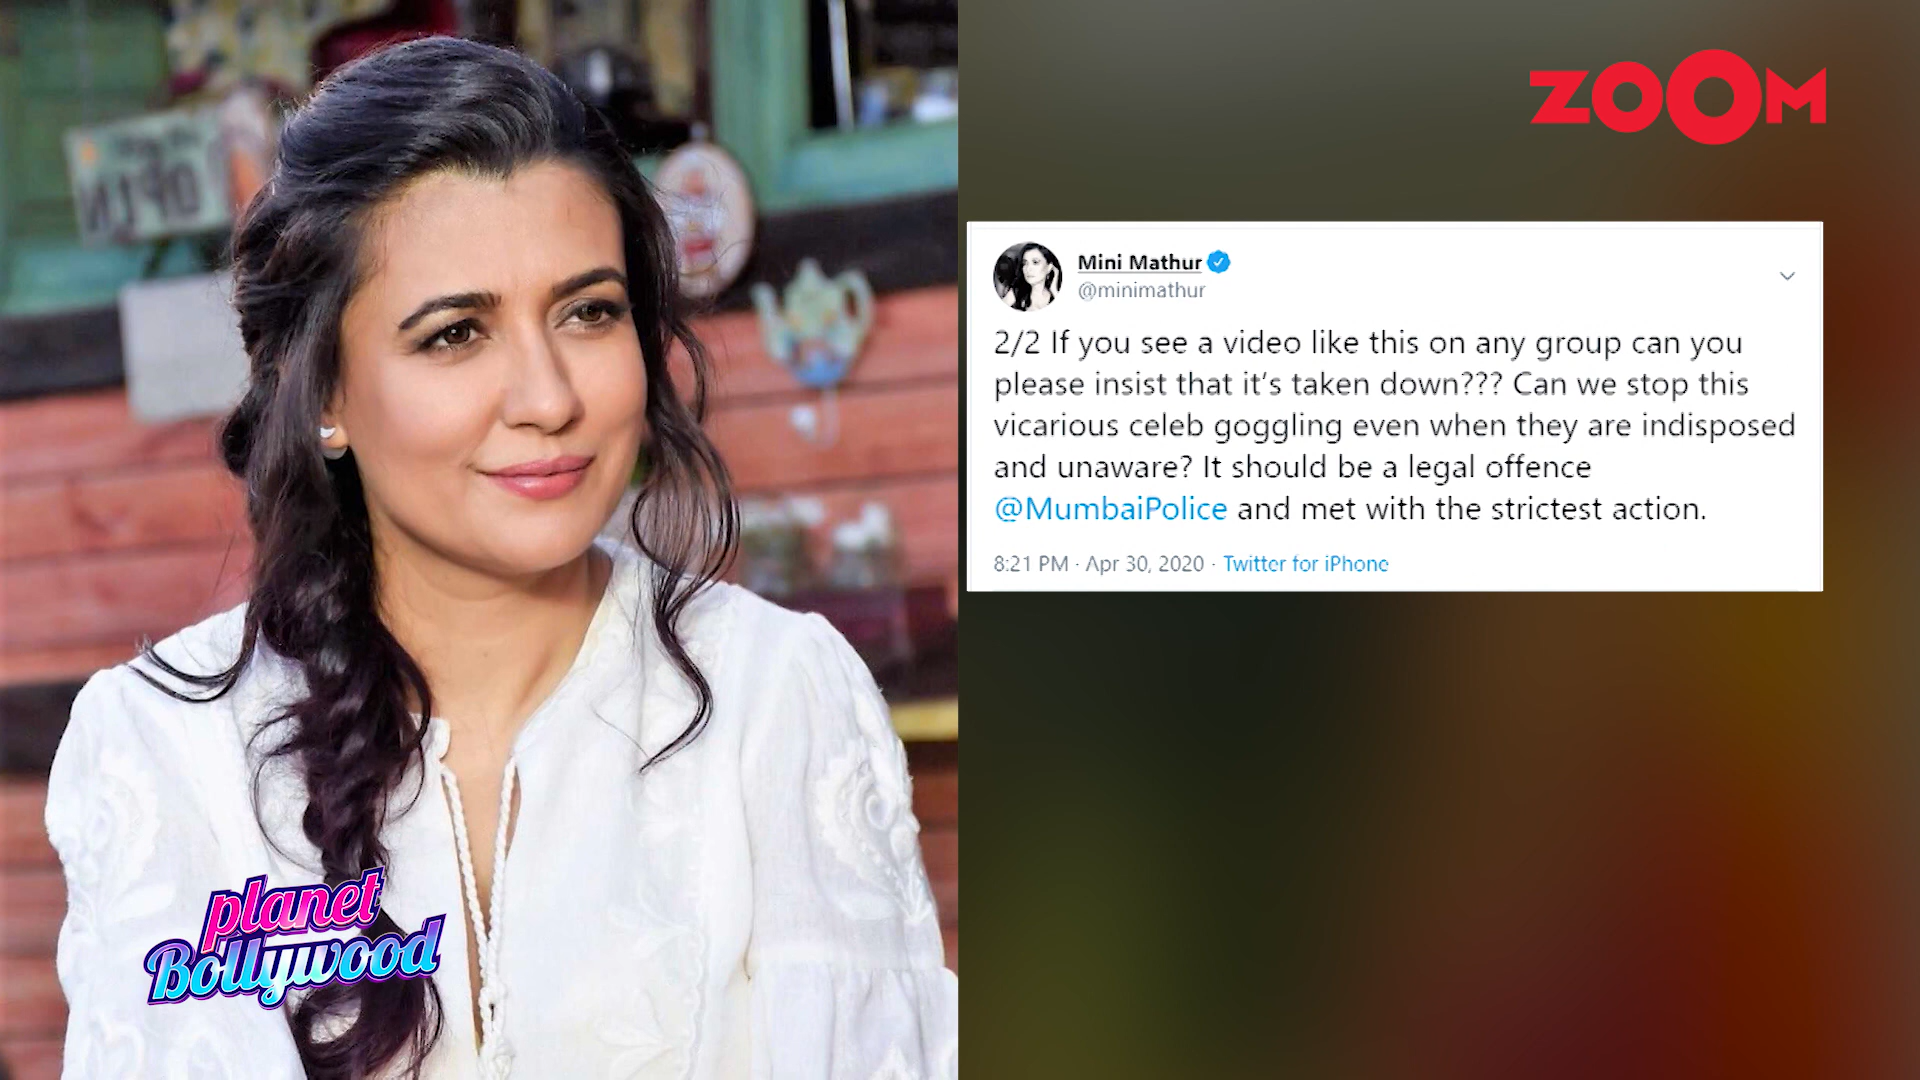 ZOOM
Mini Mathur
@minimathur
2/2 If you see a video like this on any group can you
please insist that it's taken down??? Can we stop this
vicarious celeb goggling even when they are indisposed
and unaware? It should be a legal offence
@MumbaiPolice and met with the strictest action.
8:21 PM · Apr 30, 2020 · Twitter for iPhone
planet
Bollywood